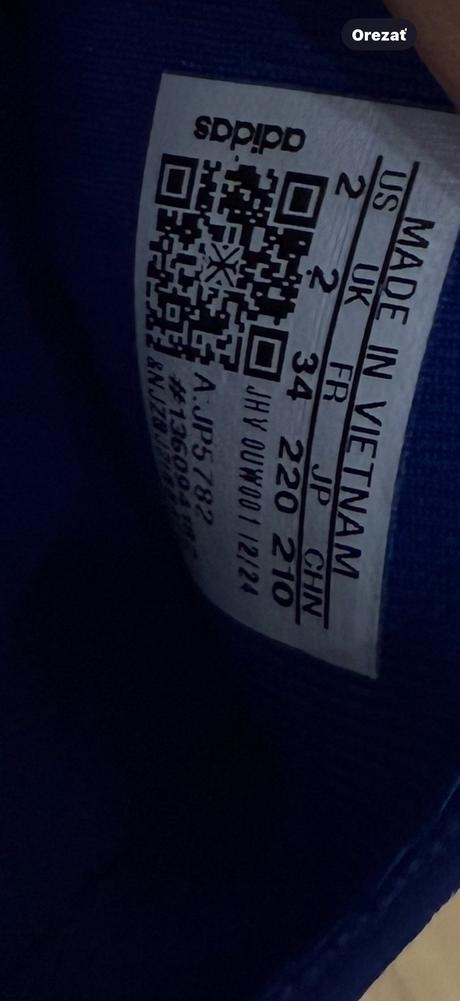 Orezať
MADE IN VIETNAM
US UK FR JP CHN
2 2 34 220 210
JHY OUW001 12/24
A.JP5782
adidas